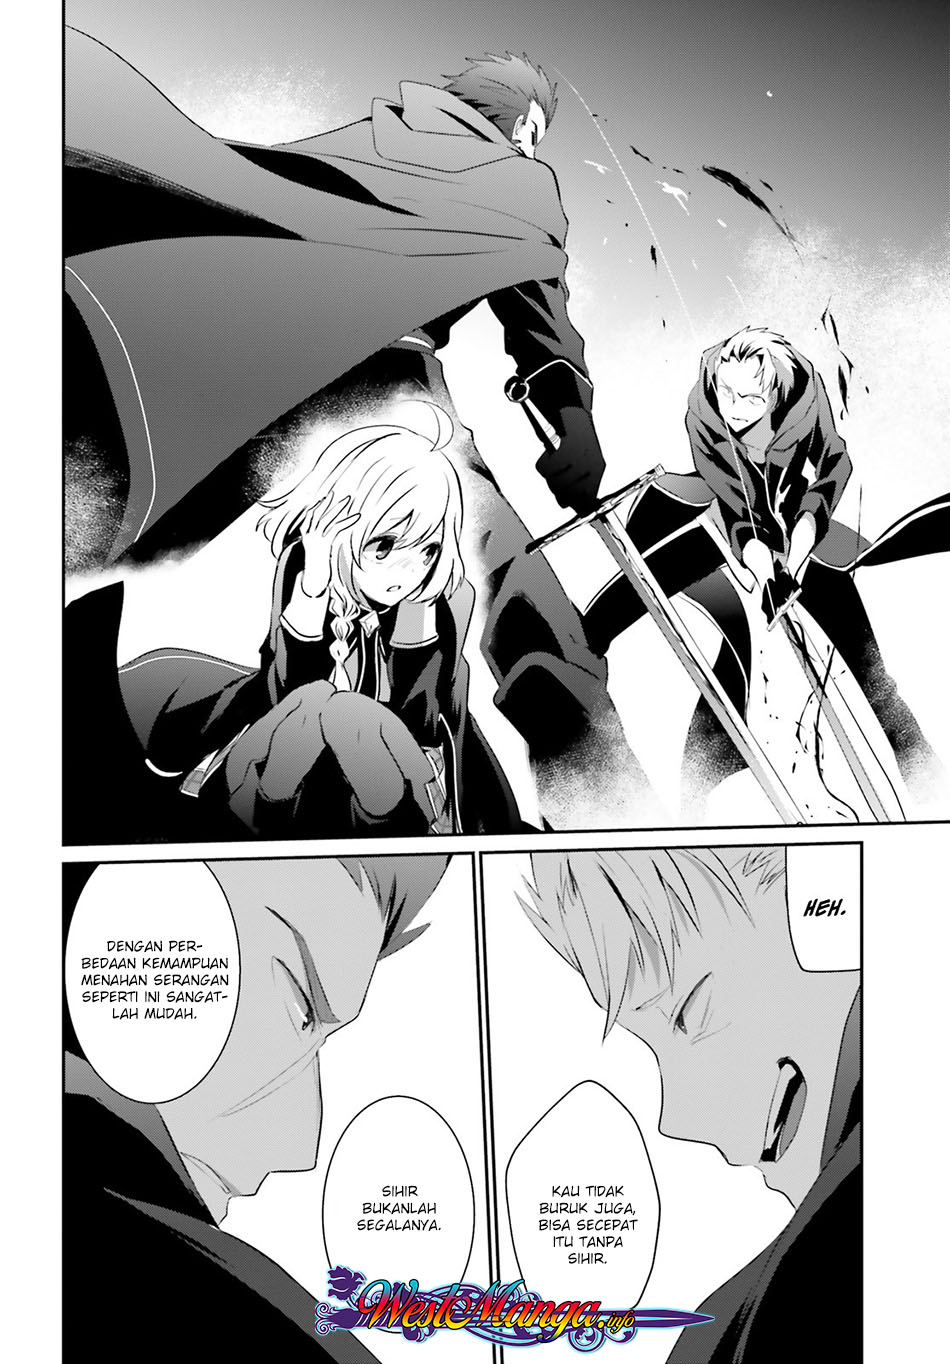 HEH.
KAU TIDAK
BURUK JUGA,
BISA SECEPAT
ITU TANPA
SIHIR.
SIHIR
BUKANLAH
SEGALANYA.
DENGAN PER-
BEDAAN KEMAMPUAN
MENAHAN SERANGAN
SEPERTI INI SANGAT-
LAH MUDAH.
WestManga.info